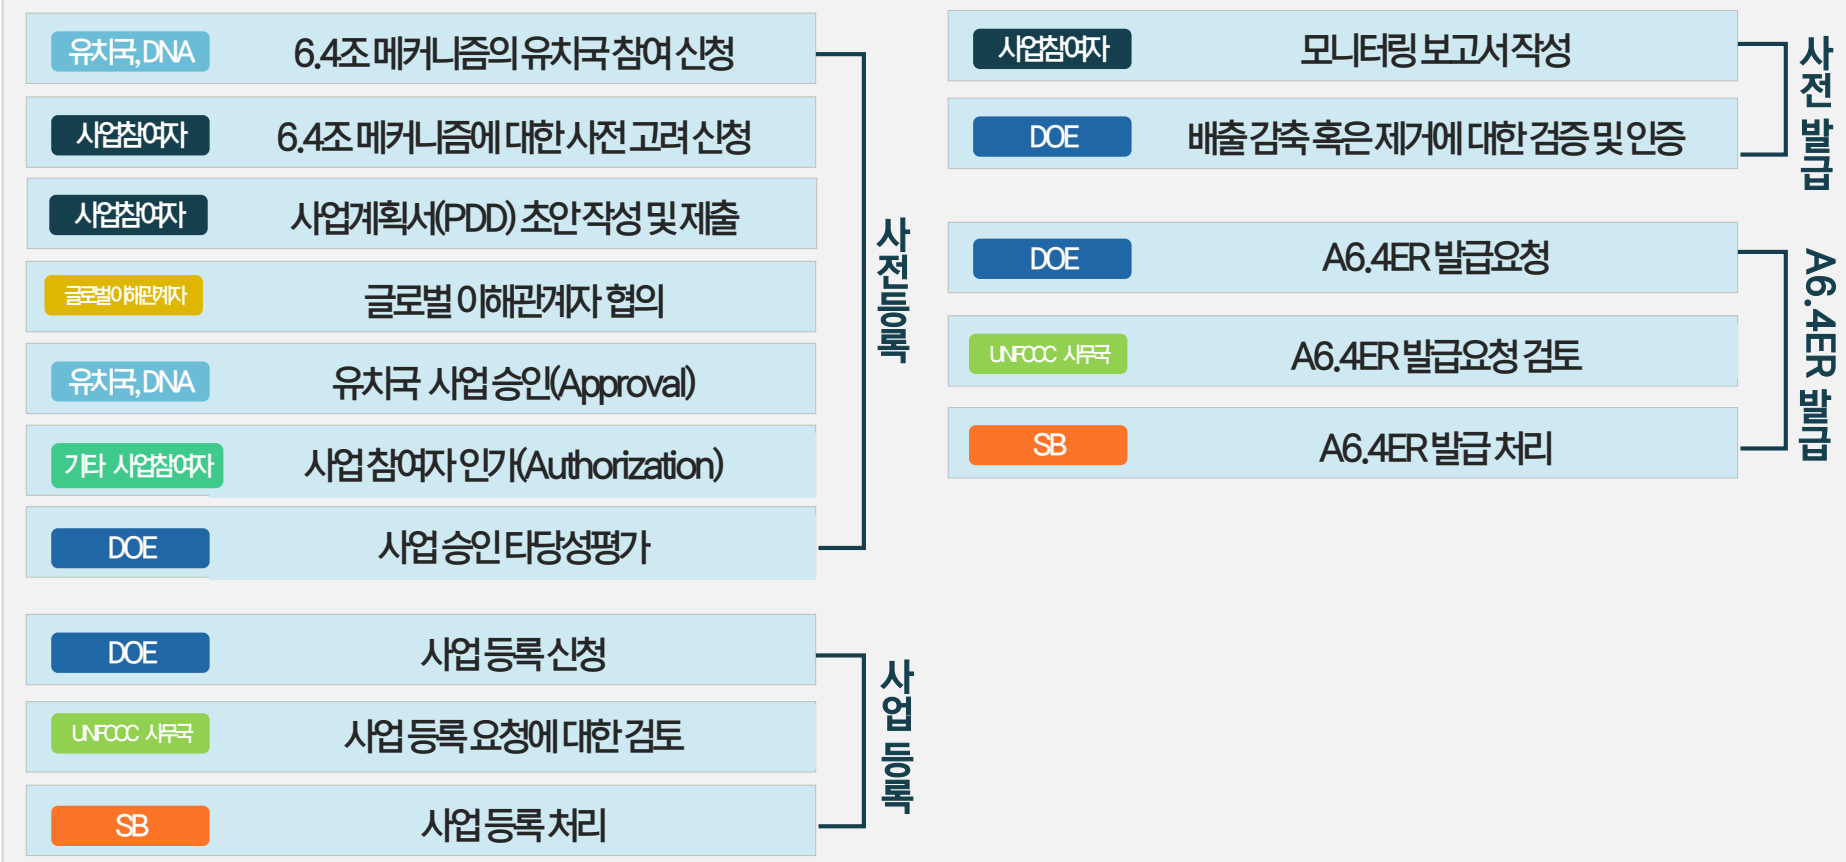 유치국, DNA 6.4조 메커니즘의 유치국 참여 신청
사업참여자 6.4조 메커니즘에 대한 사전 고려 신청
사업참여자 사업계획서(PDD) 초안 작성 및 제출
글로벌이해관계자 글로벌 이해관계자 협의
유치국, DNA 유치국 사업 승인(Approval)
기타 사업참여자 사업 참여자 인가(Authorization)
DOE 사업 승인 타당성평가
사전등록
DOE 사업 등록 신청
UNFCCC 사무국 사업 등록 요청에 대한 검토
SB 사업 등록 처리
사업 등록
사업참여자 모니터링 보고서 작성
DOE 배출 감축 혹은 제거에 대한 검증 및 인증
사전 발급
DOE A6.4ER 발급요청
UNFCCC 사무국 A6.4ER 발급요청 검토
SB A6.4ER 발급 처리
A6.4ER 발급